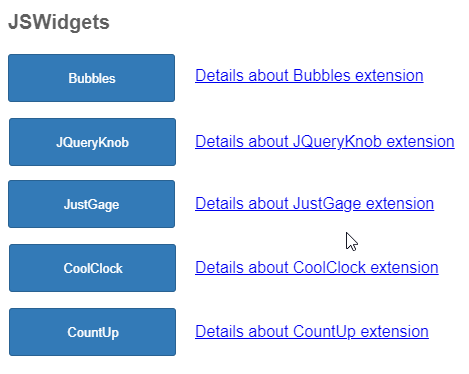 JSWidgets
Bubbles Details about Bubbles extension
JQueryKnob Details about JQueryKnob extension
JustGage Details about JustGage extension
CoolClock Details about CoolClock extension
CountUp Details about CountUp extension